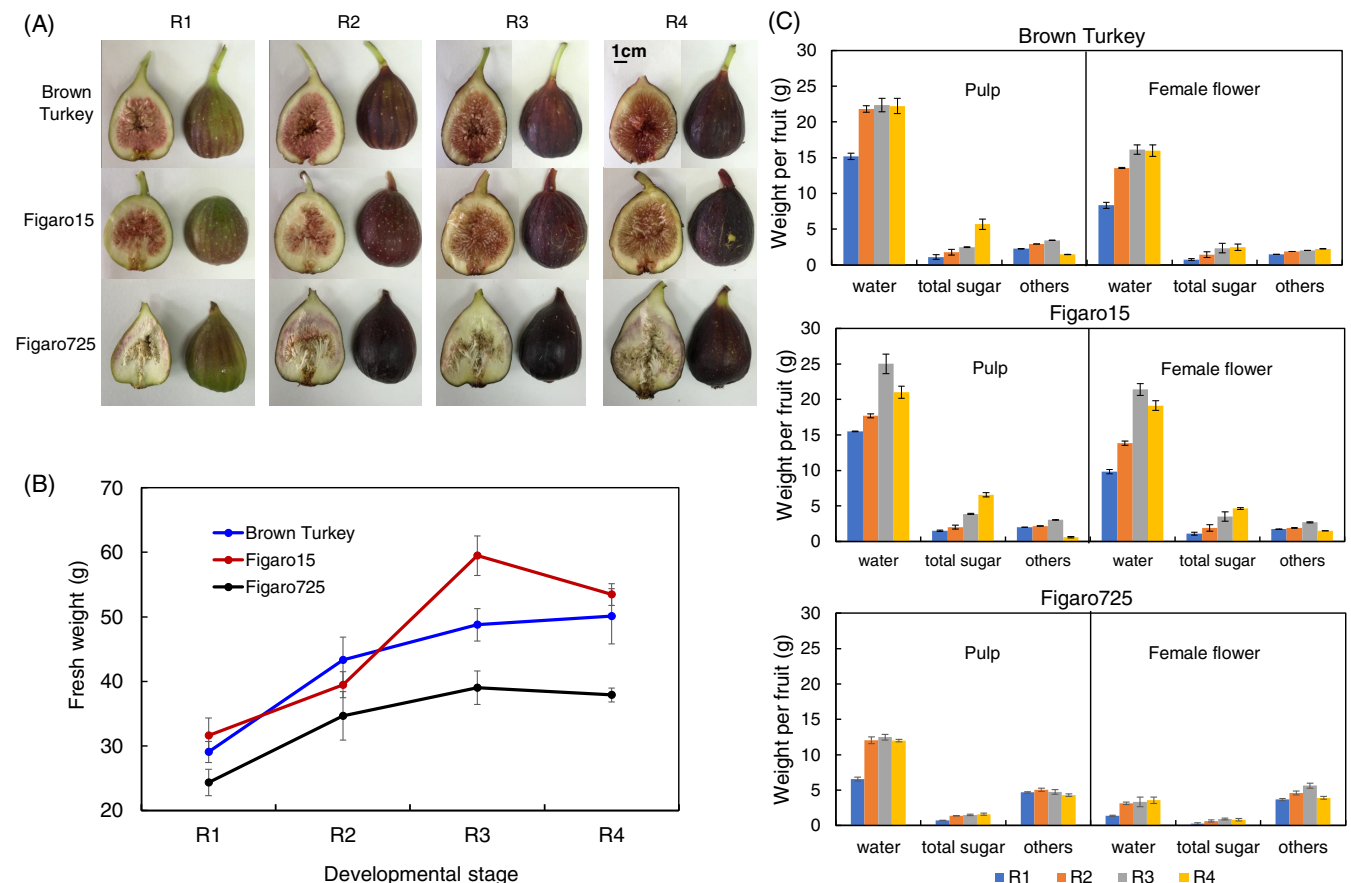 (A)
R1 R2 R3 R4
1cm
Brown
Turkey
Figaro15
Figaro725
(B)
70
60
50
40
30
20
Fresh weight (g)
Brown Turkey
Figaro15
Figaro725
R1 R2 R3 R4
Developmental stage
(C)
Brown Turkey
30
25
20
15
10
5
0
Weight per fruit (g)
Pulp Female flower
water total sugar others water total sugar others
Figaro15
30
25
20
15
10
5
0
Weight per fruit (g)
Pulp Female flower
water total sugar others water total sugar others
Figaro725
30
25
20
15
10
5
0
Weight per fruit (g)
Pulp Female flower
water total sugar others water total sugar others
R1 R2 R3 R4